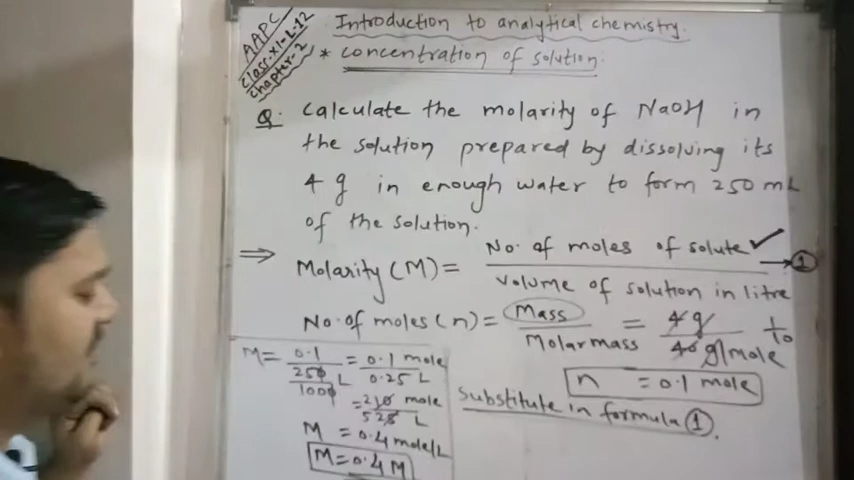 AAPC
Class-XI-L-12
Chapter-2
Introduction to analytical chemistry.
* concentration of solution.
Q. Calculate the molarity of NaOH in
the solution prepared by dissolving its
4 g in enough water to form 250 mL
of the solution.
⇒ Molarity (M) = No. of moles of solute / volume of solution in litre → ①
No. of moles (n) = Mass / Molar mass = 4 g / 40 g/mole
n = 0.1 mole
Substitute in formula ①.
M = 0.1 / 250/1000 L = 0.1 mole / 0.25 L
M = 0.4 mole/L
M = 0.4 M